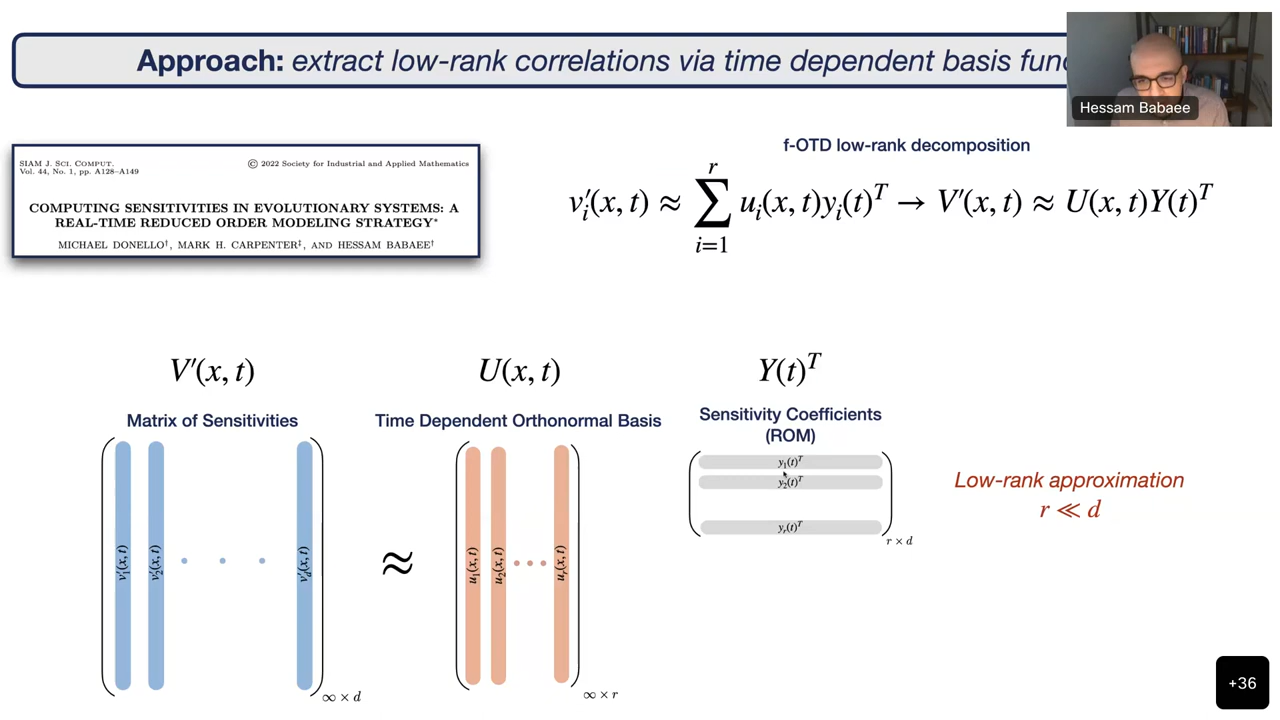 Approach: extract low-rank correlations via time dependent basis func
Hessam Babaee
SIAM J. SCI. COMPUT.
Vol. 44, No. 1, pp. A128–A149
© 2022 Society for Industrial and Applied Mathematics
COMPUTING SENSITIVITIES IN EVOLUTIONARY SYSTEMS: A
REAL-TIME REDUCED ORDER MODELING STRATEGY*
MICHAEL DONELLO†, MARK H. CARPENTER‡, AND HESSAM BABAEE†
f-OTD low-rank decomposition
v′ᵢ(x, t) ≈ ∑ᵢ₌₁ʳ uᵢ(x, t)yᵢ(t)ᵀ → V′(x, t) ≈ U(x, t)Y(t)ᵀ
V′(x, t)
Matrix of Sensitivities
v′₁(x, t)
v′₂(x, t)
. . .
v′d(x, t)
∞ × d
≈
U(x, t)
Time Dependent Orthonormal Basis
u₁(x, t)
u₂(x, t)
...
uᵣ(x, t)
∞ × r
Y(t)ᵀ
Sensitivity Coefficients
(ROM)
y₁(t)ᵀ
y₂(t)ᵀ
yᵣ(t)ᵀ
r × d
Low-rank approximation
r ≪ d
+36